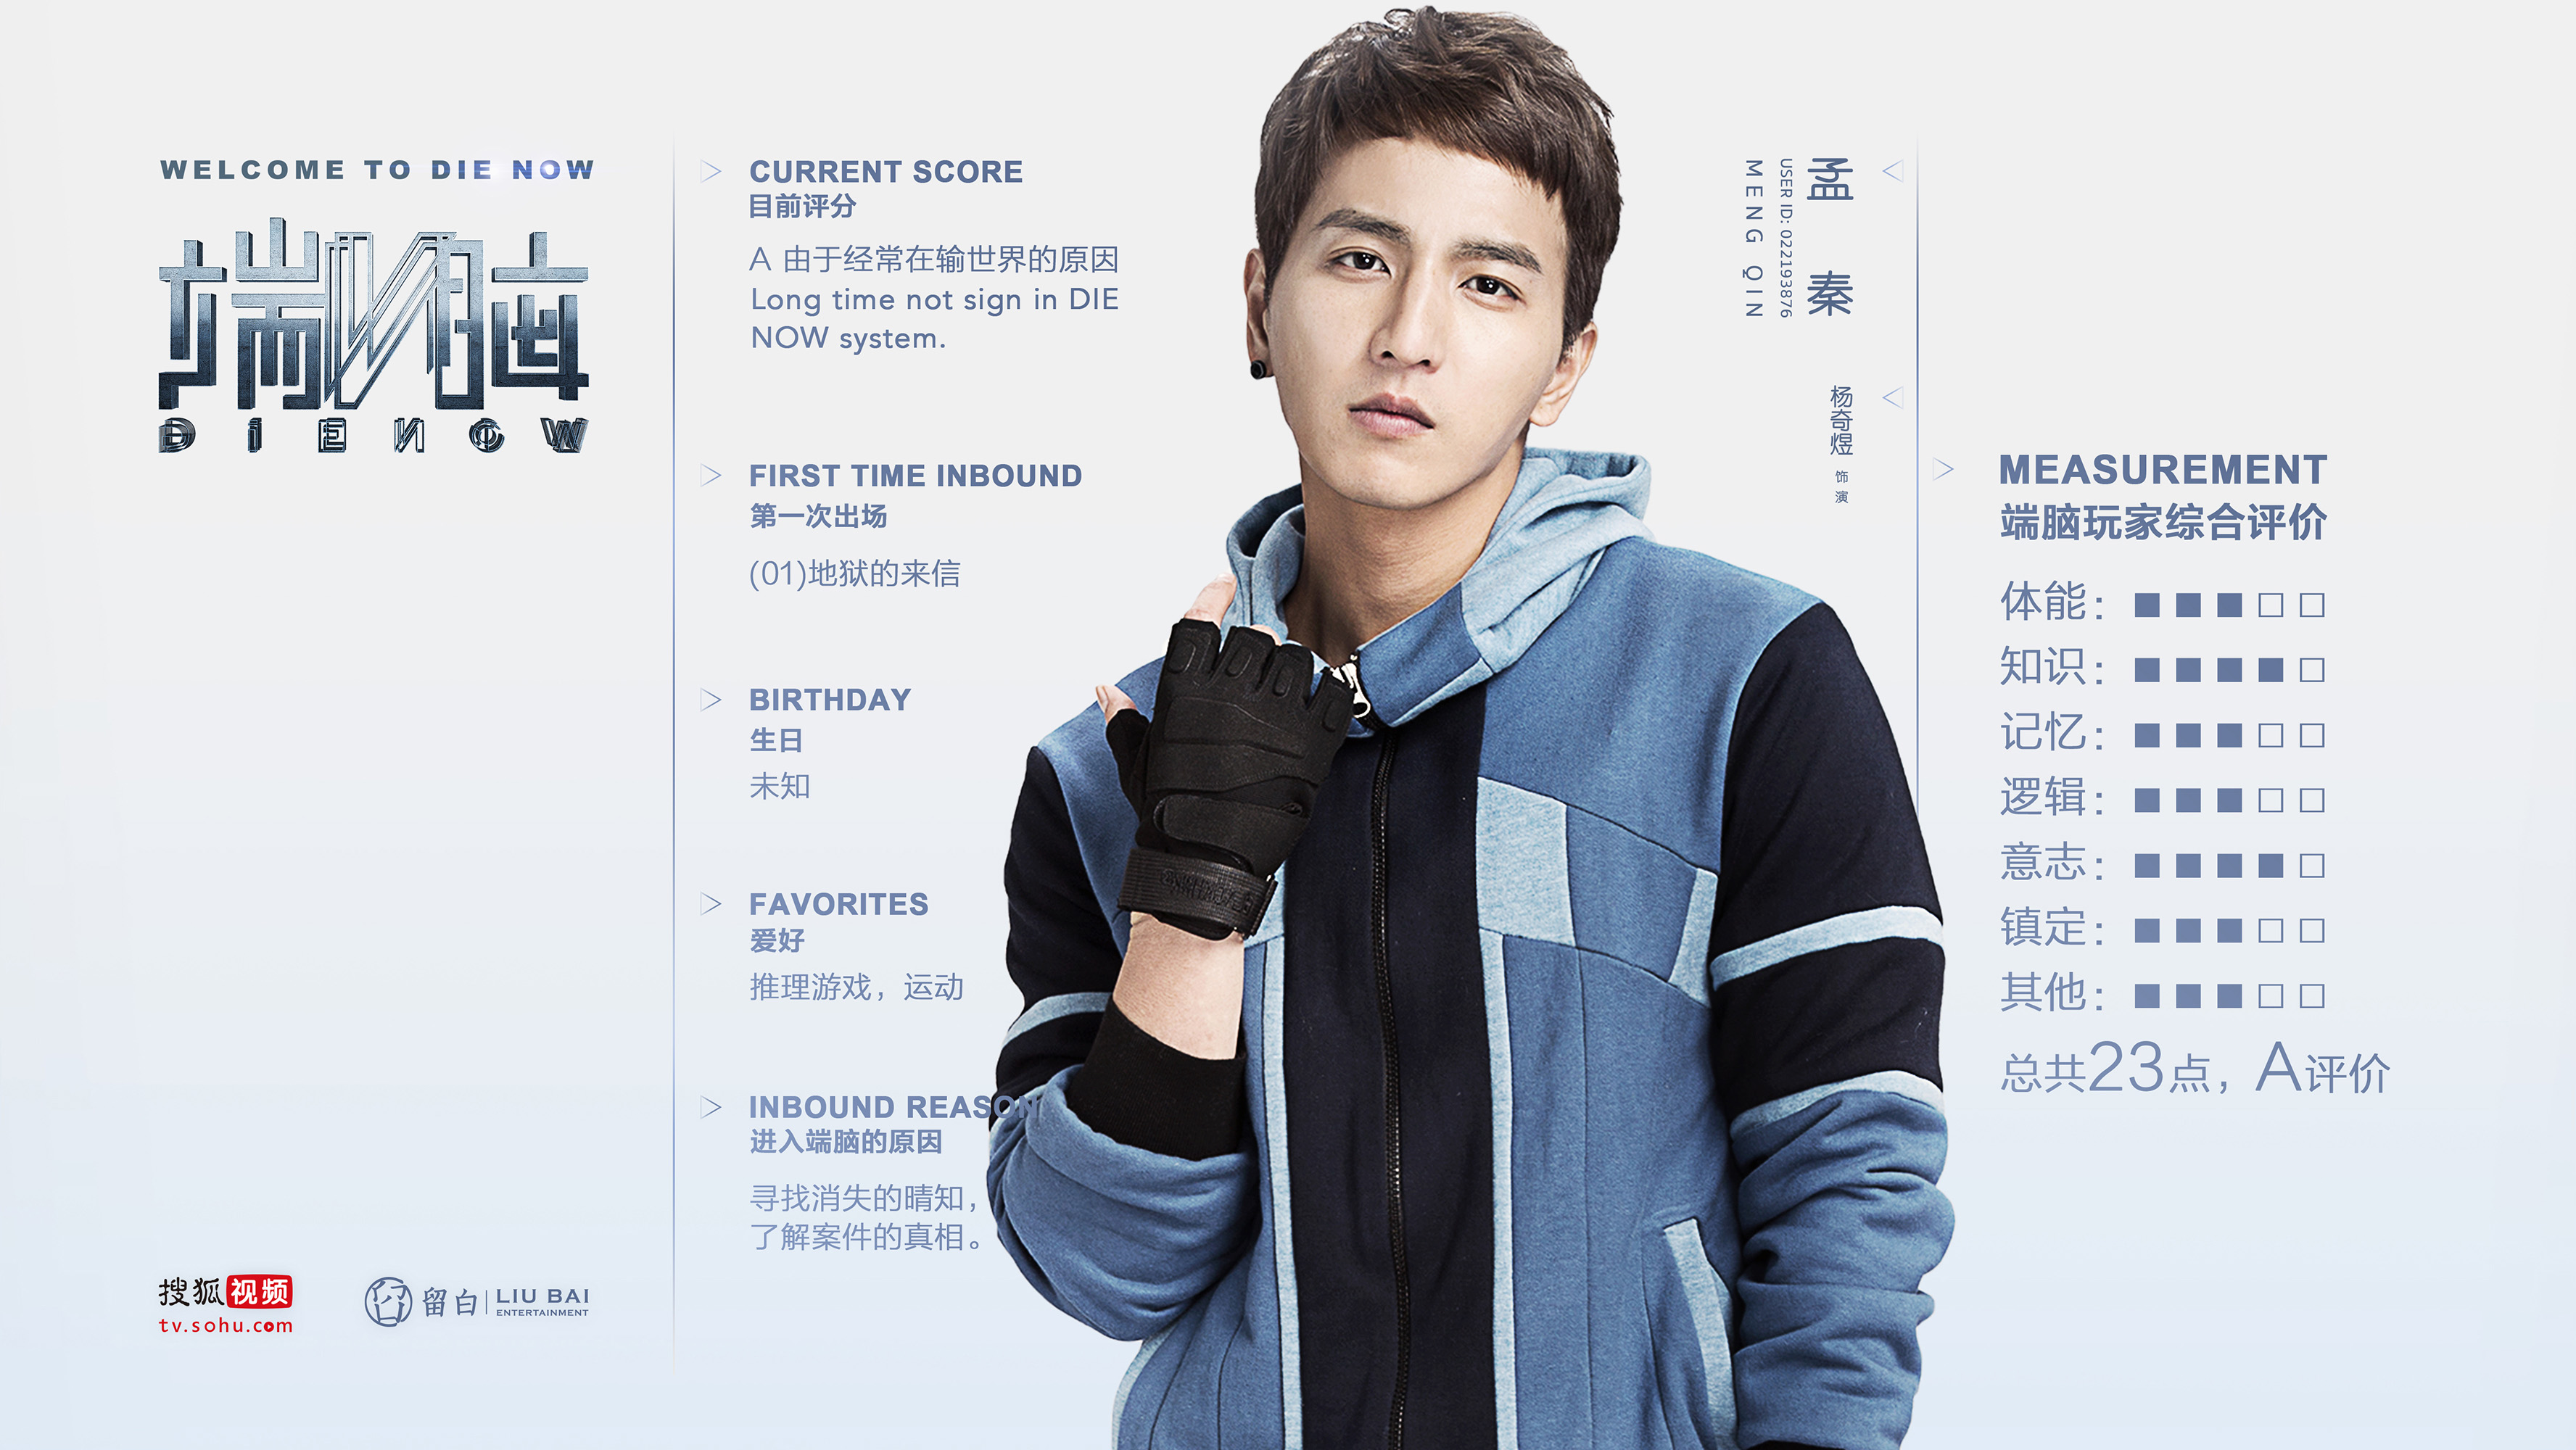 WELCOME TO DIE NOW
端脑
DIE NOW
CURRENT SCORE
目前评分
A 由于经常在输世界的原因
Long time not sign in DIE
NOW system.
FIRST TIME INBOUND
第一次出场
(01)地狱的来信
BIRTHDAY
生日
未知
FAVORITES
爱好
推理游戏，运动
INBOUND REASON
进入端脑的原因
寻找消失的晴知，
了解案件的真相。
孟 秦
USER ID: 022193876
MENG QIN
杨奇煜 饰演
MEASUREMENT
端脑玩家综合评价
体能：■■■□□
知识：■■■■□
记忆：■■■□□
逻辑：■■■□□
意志：■■■■□
镇定：■■■□□
其他：■■■□□
总共23点，A评价
搜狐视频
tv.sohu.com
留白 LIU BAI
ENTERTAINMENT